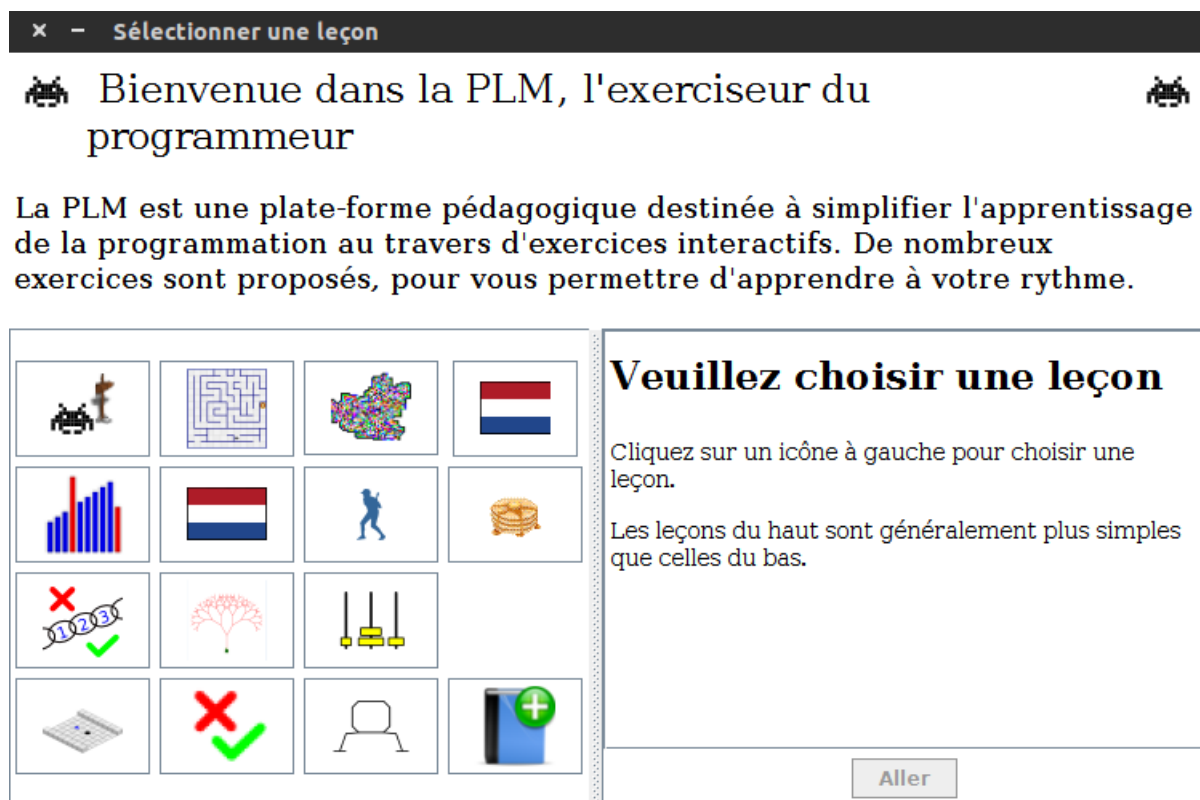 Sélectionner une leçon
Bienvenue dans la PLM, l'exerciseur du
programmeur
La PLM est une plate-forme pédagogique destinée à simplifier l'apprentissage
de la programmation au travers d'exercices interactifs. De nombreux
exercices sont proposés, pour vous permettre d'apprendre à votre rythme.
Veuillez choisir une leçon
Cliquez sur un icône à gauche pour choisir une
leçon.
Les leçons du haut sont généralement plus simples
que celles du bas.
123
Aller